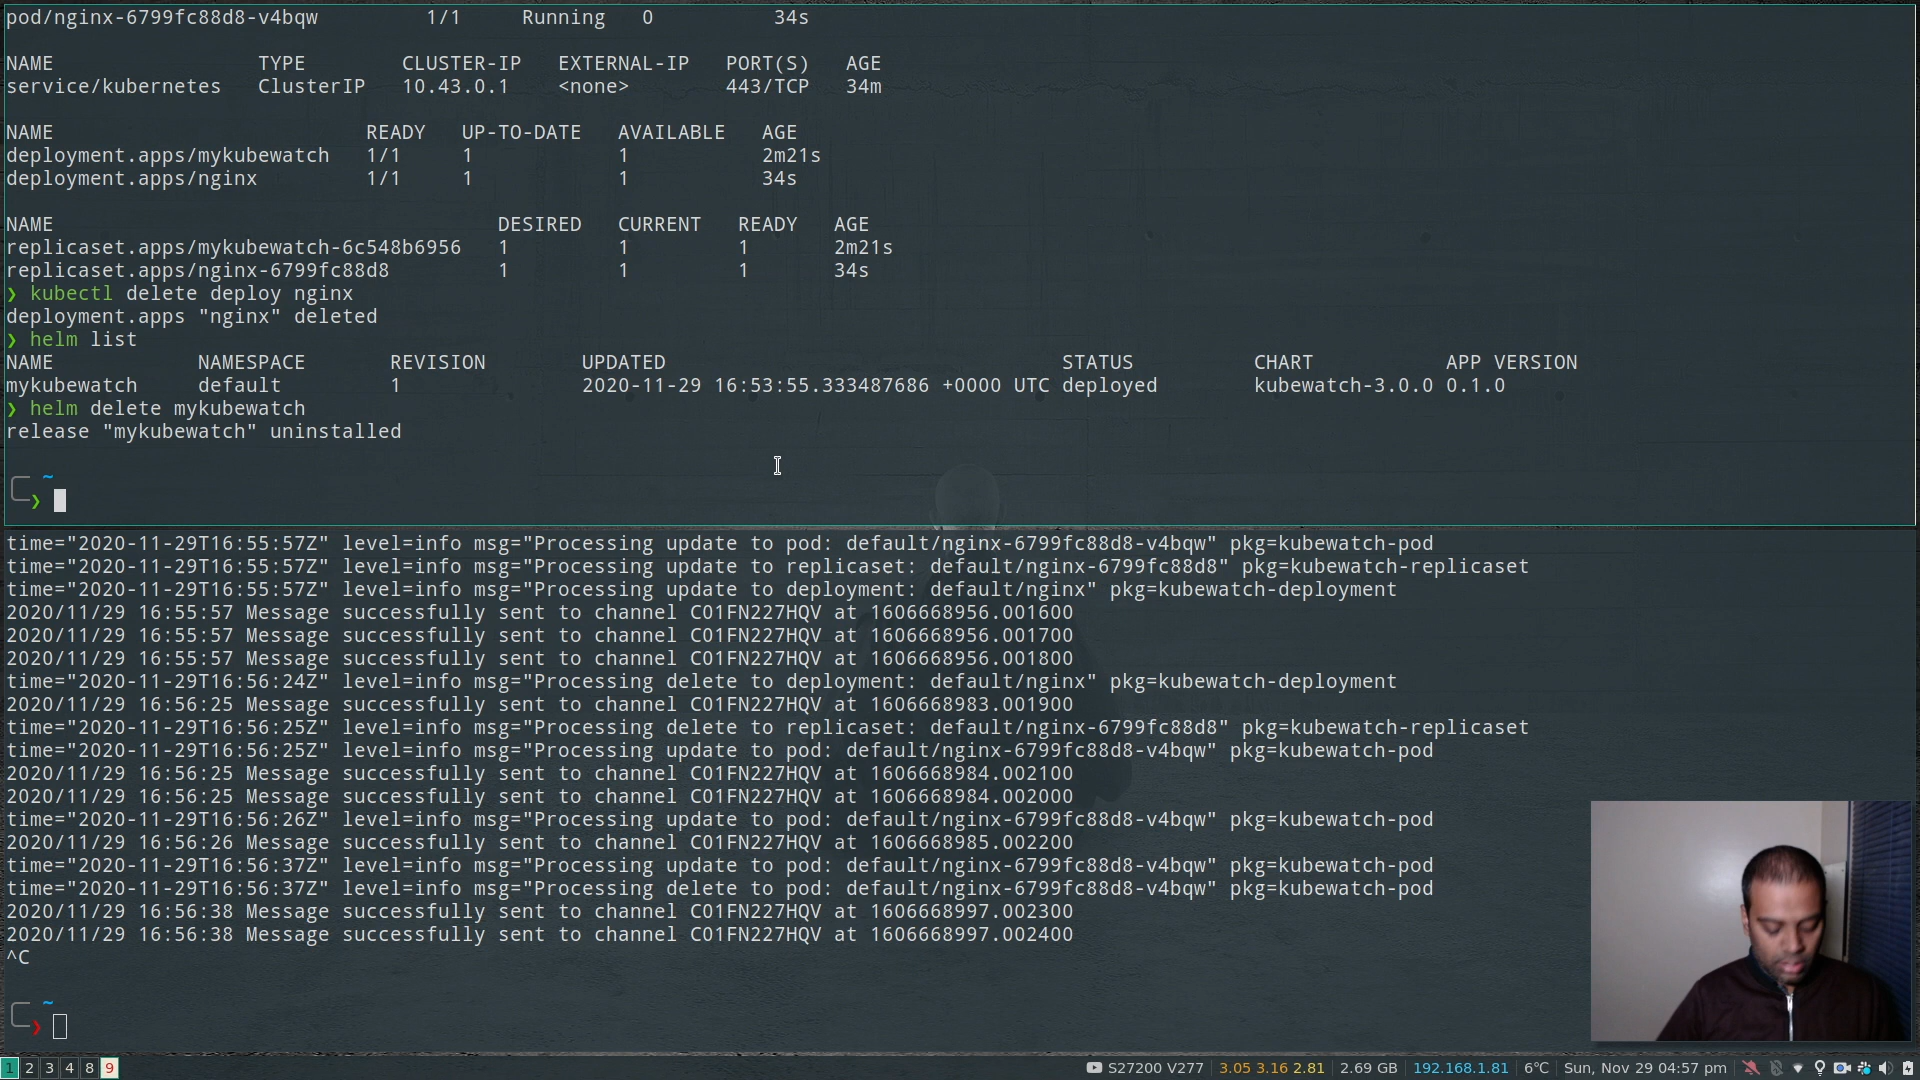 pod/nginx-6799fc88d8-v4bqw 1/1 Running 0 34s
NAME TYPE CLUSTER-IP EXTERNAL-IP PORT(S) AGE
service/kubernetes ClusterIP 10.43.0.1 <none> 443/TCP 34m
NAME READY UP-TO-DATE AVAILABLE AGE
deployment.apps/mykubewatch 1/1 1 1 2m21s
deployment.apps/nginx 1/1 1 1 34s
NAME DESIRED CURRENT READY AGE
replicaset.apps/mykubewatch-6c548b6956 1 1 1 2m21s
replicaset.apps/nginx-6799fc88d8 1 1 1 34s
❯ kubectl delete deploy nginx
deployment.apps "nginx" deleted
❯ helm list
NAME NAMESPACE REVISION UPDATED STATUS CHART APP VERSION
mykubewatch default 1 2020-11-29 16:53:55.333487686 +0000 UTC deployed kubewatch-3.0.0 0.1.0
❯ helm delete mykubewatch
release "mykubewatch" uninstalled
~
❯
time="2020-11-29T16:55:57Z" level=info msg="Processing update to pod: default/nginx-6799fc88d8-v4bqw" pkg=kubewatch-pod
time="2020-11-29T16:55:57Z" level=info msg="Processing update to replicaset: default/nginx-6799fc88d8" pkg=kubewatch-replicaset
time="2020-11-29T16:55:57Z" level=info msg="Processing update to deployment: default/nginx" pkg=kubewatch-deployment
2020/11/29 16:55:57 Message successfully sent to channel C01FN227HQV at 1606668956.001600
2020/11/29 16:55:57 Message successfully sent to channel C01FN227HQV at 1606668956.001700
2020/11/29 16:55:57 Message successfully sent to channel C01FN227HQV at 1606668956.001800
time="2020-11-29T16:56:24Z" level=info msg="Processing delete to deployment: default/nginx" pkg=kubewatch-deployment
2020/11/29 16:56:25 Message successfully sent to channel C01FN227HQV at 1606668983.001900
time="2020-11-29T16:56:25Z" level=info msg="Processing delete to replicaset: default/nginx-6799fc88d8" pkg=kubewatch-replicaset
time="2020-11-29T16:56:25Z" level=info msg="Processing update to pod: default/nginx-6799fc88d8-v4bqw" pkg=kubewatch-pod
2020/11/29 16:56:25 Message successfully sent to channel C01FN227HQV at 1606668984.002100
2020/11/29 16:56:25 Message successfully sent to channel C01FN227HQV at 1606668984.002000
time="2020-11-29T16:56:26Z" level=info msg="Processing update to pod: default/nginx-6799fc88d8-v4bqw" pkg=kubewatch-pod
2020/11/29 16:56:26 Message successfully sent to channel C01FN227HQV at 1606668985.002200
time="2020-11-29T16:56:37Z" level=info msg="Processing update to pod: default/nginx-6799fc88d8-v4bqw" pkg=kubewatch-pod
time="2020-11-29T16:56:37Z" level=info msg="Processing delete to pod: default/nginx-6799fc88d8-v4bqw" pkg=kubewatch-pod
2020/11/29 16:56:38 Message successfully sent to channel C01FN227HQV at 1606668997.002300
2020/11/29 16:56:38 Message successfully sent to channel C01FN227HQV at 1606668997.002400
^C
~
❯
1 2 3 4 8 9 S27200 V277 3.05 3.16 2.81 2.69 GB 192.168.1.81 6℃ Sun, Nov 29 04:57 pm